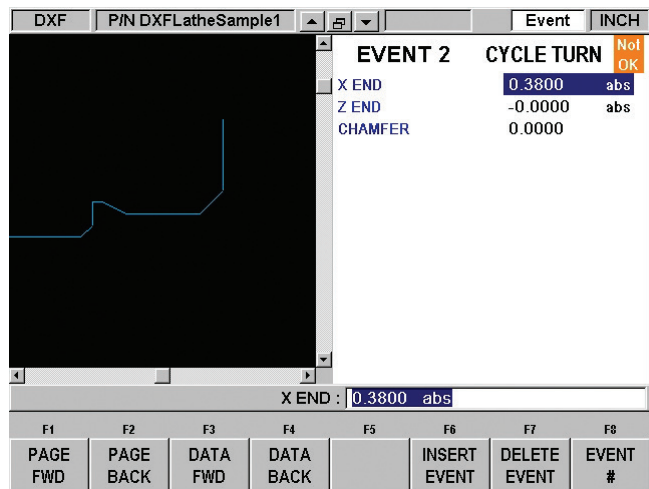 DXF P/N DXFLatheSample1 Event INCH
EVENT 2 CYCLE TURN Not OK
X END 0.3800 abs
Z END -0.0000 abs
CHAMFER 0.0000
X END : 0.3800 abs
F1 F2 F3 F4 F5 F6 F7 F8
PAGE FWD PAGE BACK DATA FWD DATA BACK INSERT EVENT DELETE EVENT EVENT #